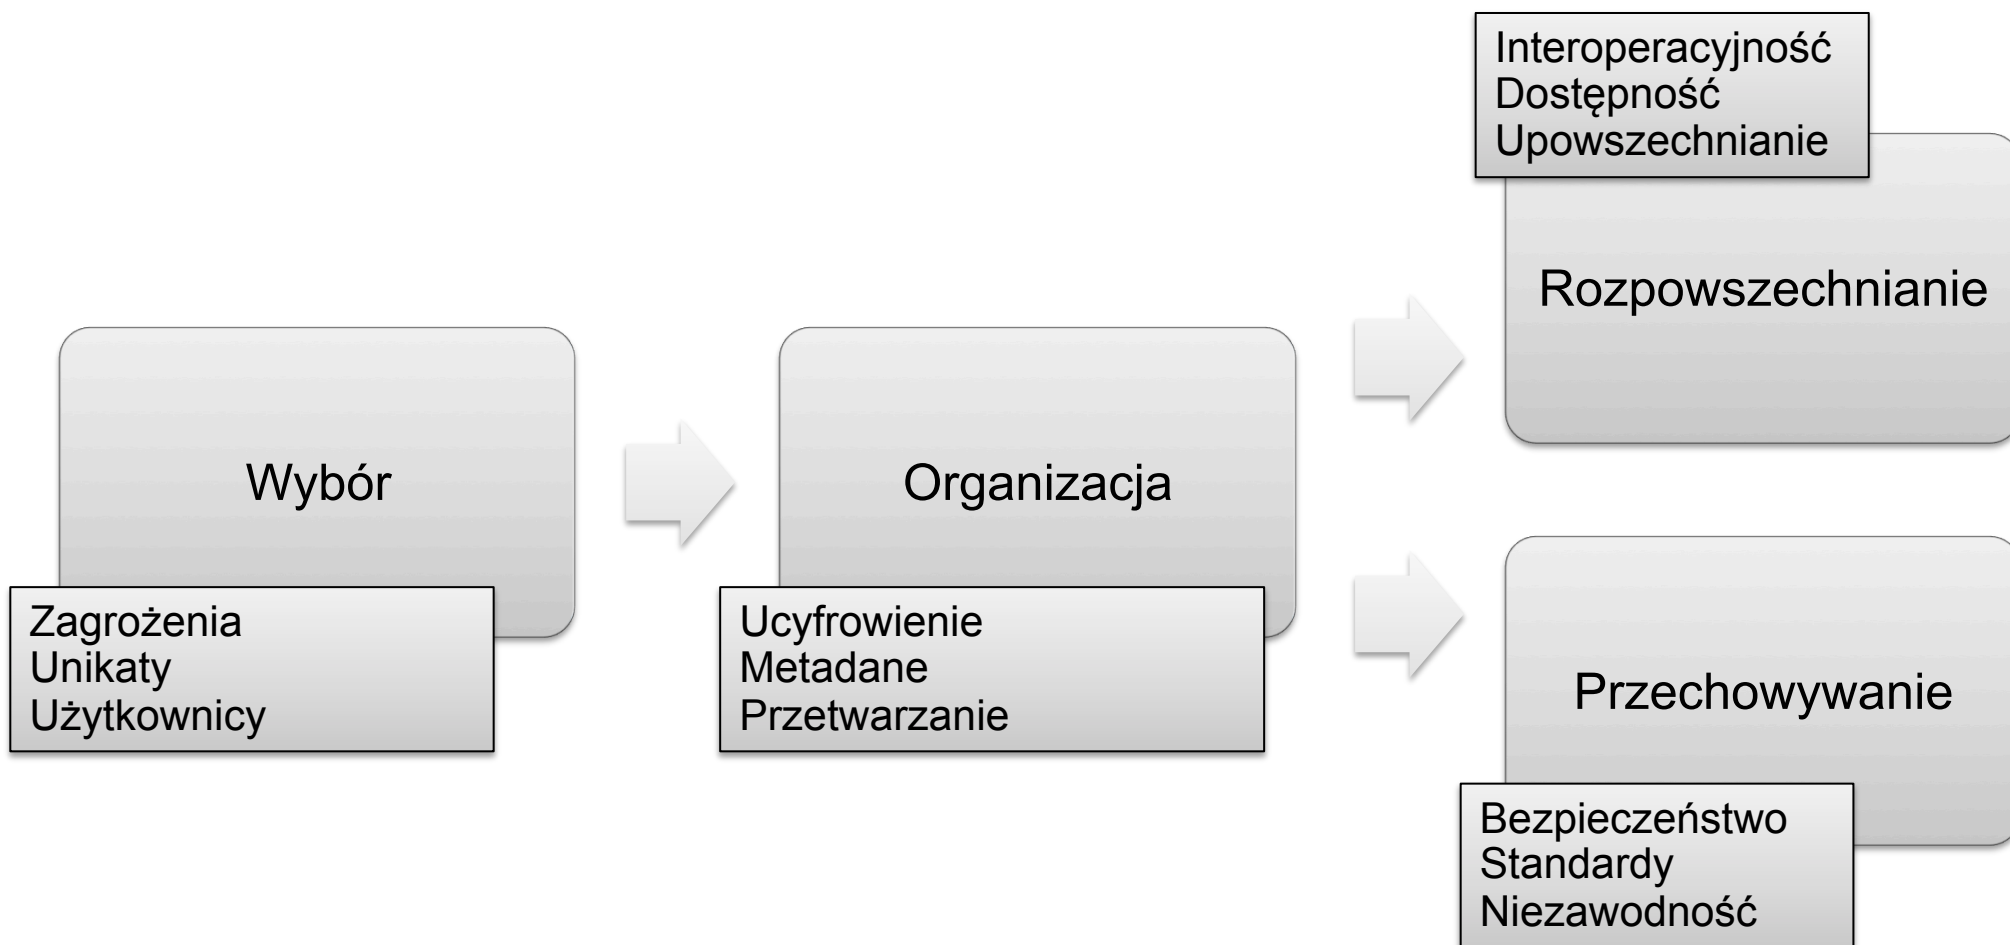 Wybór
Zagrożenia
Unikaty
Użytkownicy
Organizacja
Ucyfrowienie
Metadane
Przetwarzanie
Interoperacyjność
Dostępność
Upowszechnianie
Rozpowszechnianie
Przechowywanie
Bezpieczeństwo
Standardy
Niezawodność